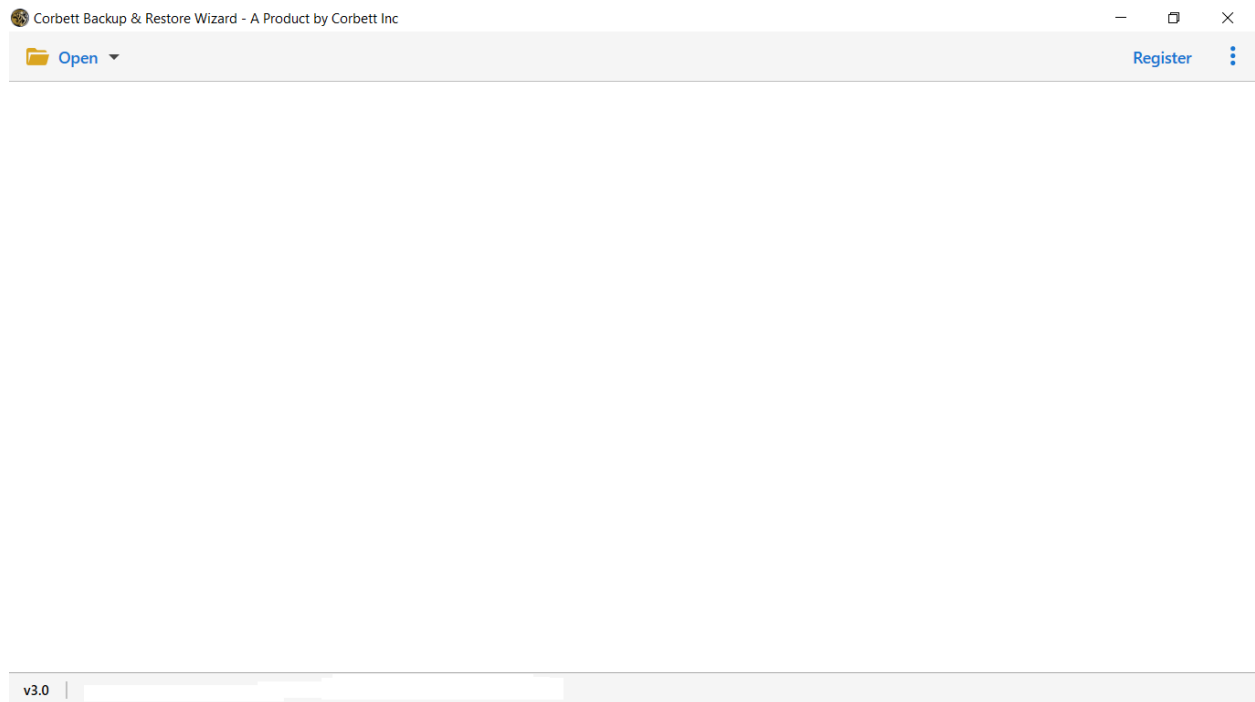 Corbett Backup & Restore Wizard - A Product by Corbett Inc
Open
Register
v3.0